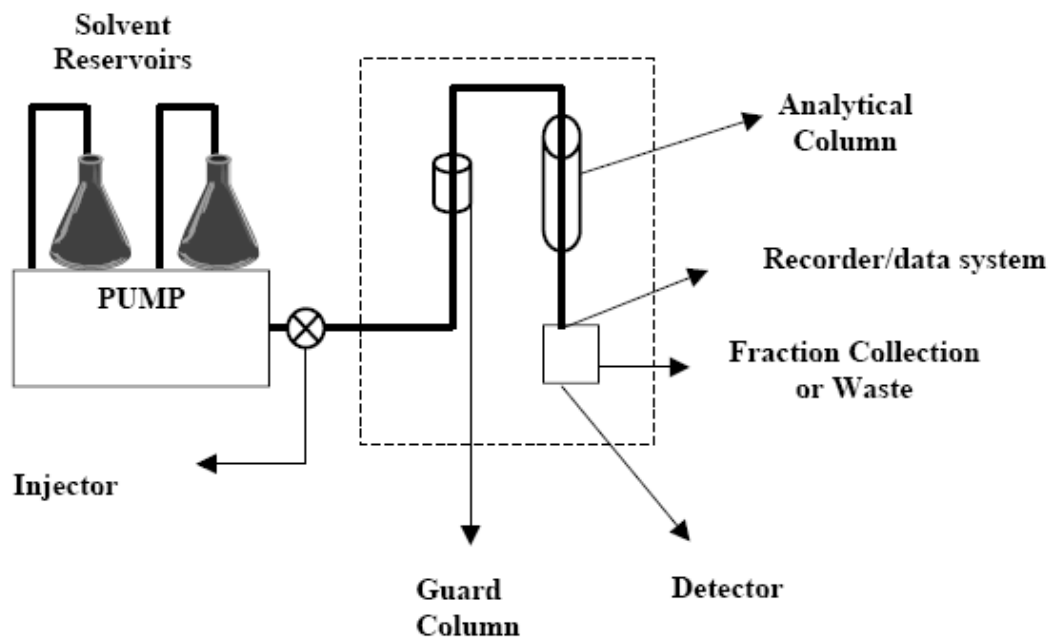 Solvent
Reservoirs
Analytical
Column
Recorder/data system
PUMP
Fraction Collection
or Waste
Injector
Guard
Column
Detector